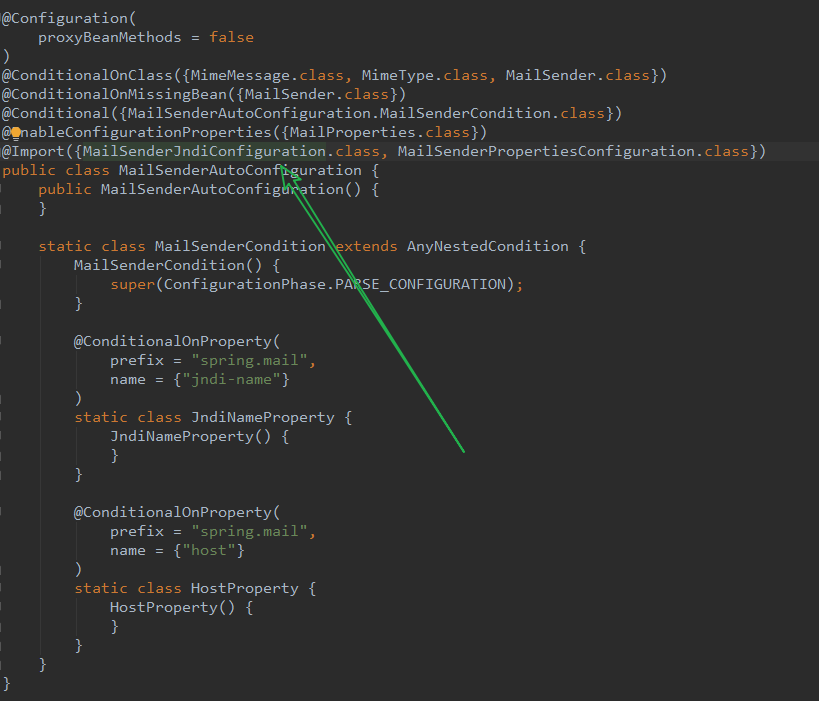 @Configuration(
    proxyBeanMethods = false
)
@ConditionalOnClass({MimeMessage.class, MimeType.class, MailSender.class})
@ConditionalOnMissingBean({MailSender.class})
@Conditional({MailSenderAutoConfiguration.MailSenderCondition.class})
@EnableConfigurationProperties({MailProperties.class})
@Import({MailSenderJndiConfiguration.class, MailSenderPropertiesConfiguration.class})
public class MailSenderAutoConfiguration {
    public MailSenderAutoConfiguration() {
    }
    static class MailSenderCondition extends AnyNestedCondition {
        MailSenderCondition() {
            super(ConfigurationPhase.PARSE_CONFIGURATION);
        }
        @ConditionalOnProperty(
            prefix = "spring.mail",
            name = {"jndi-name"}
        )
        static class JndiNameProperty {
            JndiNameProperty() {
            }
        }
        @ConditionalOnProperty(
            prefix = "spring.mail",
            name = {"host"}
        )
        static class HostProperty {
            HostProperty() {
            }
        }
    }
}